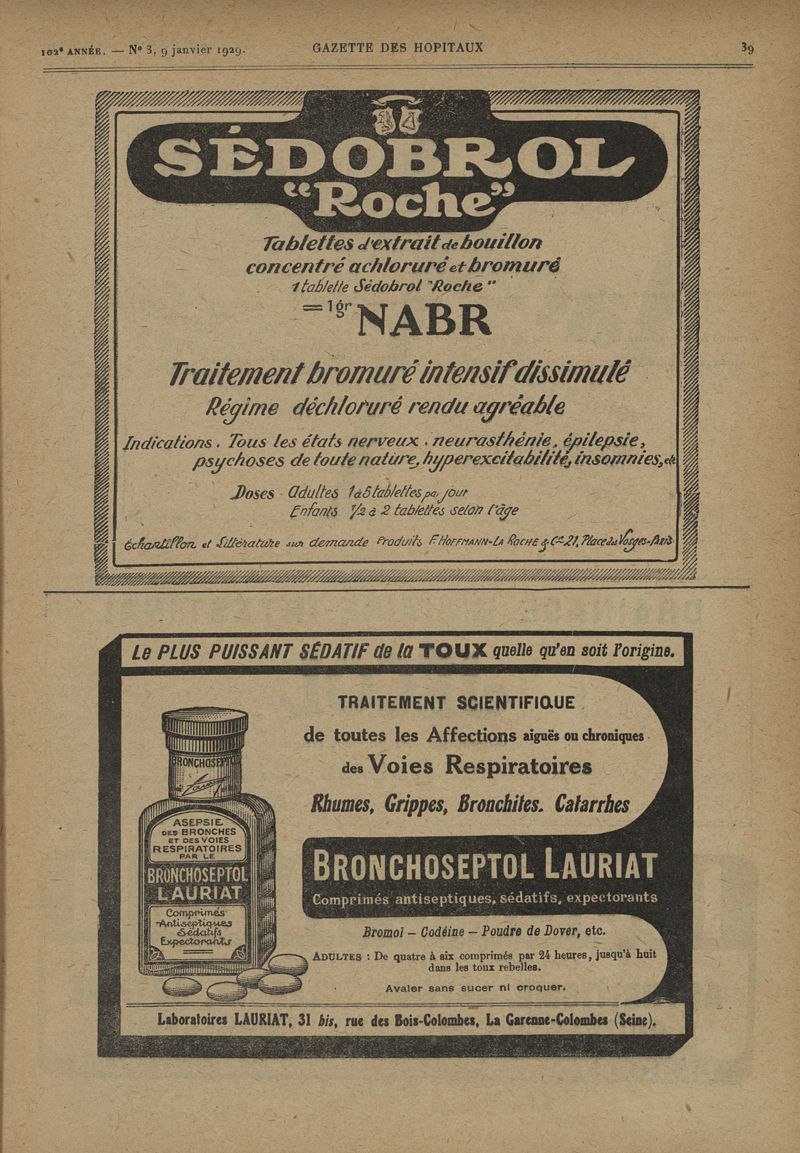 102e ANNÉE. — No 3, 9 janvier 1929. GAZETTE DES HOPITAUX 39
SÉDOBROL
"Roche"
Tablettes d'extrait de bouillon
concentré achloruré et bromuré
1 tablette Sédobrol "Roche"
= 1gr NABR
Traitement bromuré intensif dissimulé
Régime déchloruré rendu agréable
Indications. Tous les états nerveux. neurasthénie, épilepsie,
psychoses de toute nature, hyperexcitabilité, insomnies, etc
Doses Adultes 1 à 5 tablettes par jour
Enfants 1/2 à 2 tablettes selon l'âge
Échantillon et Littérature sur demande Produits F. HOFFMANN-LA ROCHE & Cie 21, Place des Vosges-Paris
Le PLUS PUISSANT SÉDATIF de la TOUX quelle qu'en soit l'origine.
TRAITEMENT SCIENTIFIQUE
de toutes les Affections aiguës ou chroniques
des Voies Respiratoires
Rhumes, Grippes, Bronchites. Catarrhes
BRONCHOSEPTOL LAURIAT
Comprimés antiseptiques, sédatifs, expectorants
Bromol — Codéine — Poudre de Dover, etc.
ADULTES : De quatre à six comprimés par 24 heures, jusqu'à huit
dans les toux rebelles.
Avaler sans sucer ni croquer.
BRONCHOSEPTOL
Lauriat
ASEPSIE
DES BRONCHES
ET DES VOIES
RESPIRATOIRES
PAR LE
BRONCHOSEPTOL
LAURIAT
Comprimés
Antiseptiques
Sédatifs
Expectorants
Laboratoires LAURIAT, 31 bis, rue des Bois-Colombes, La Garenne-Colombes (Seine).